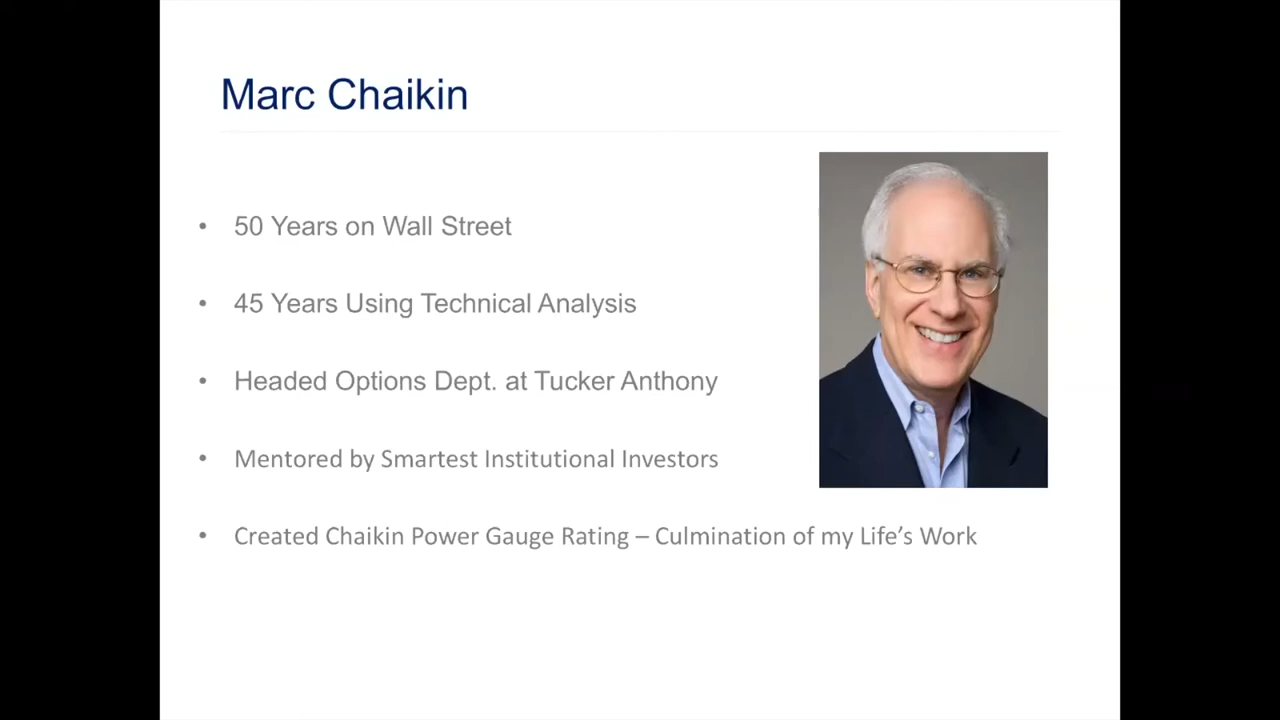 Marc Chaikin
• 50 Years on Wall Street
• 45 Years Using Technical Analysis
• Headed Options Dept. at Tucker Anthony
• Mentored by Smartest Institutional Investors
• Created Chaikin Power Gauge Rating – Culmination of my Life’s Work